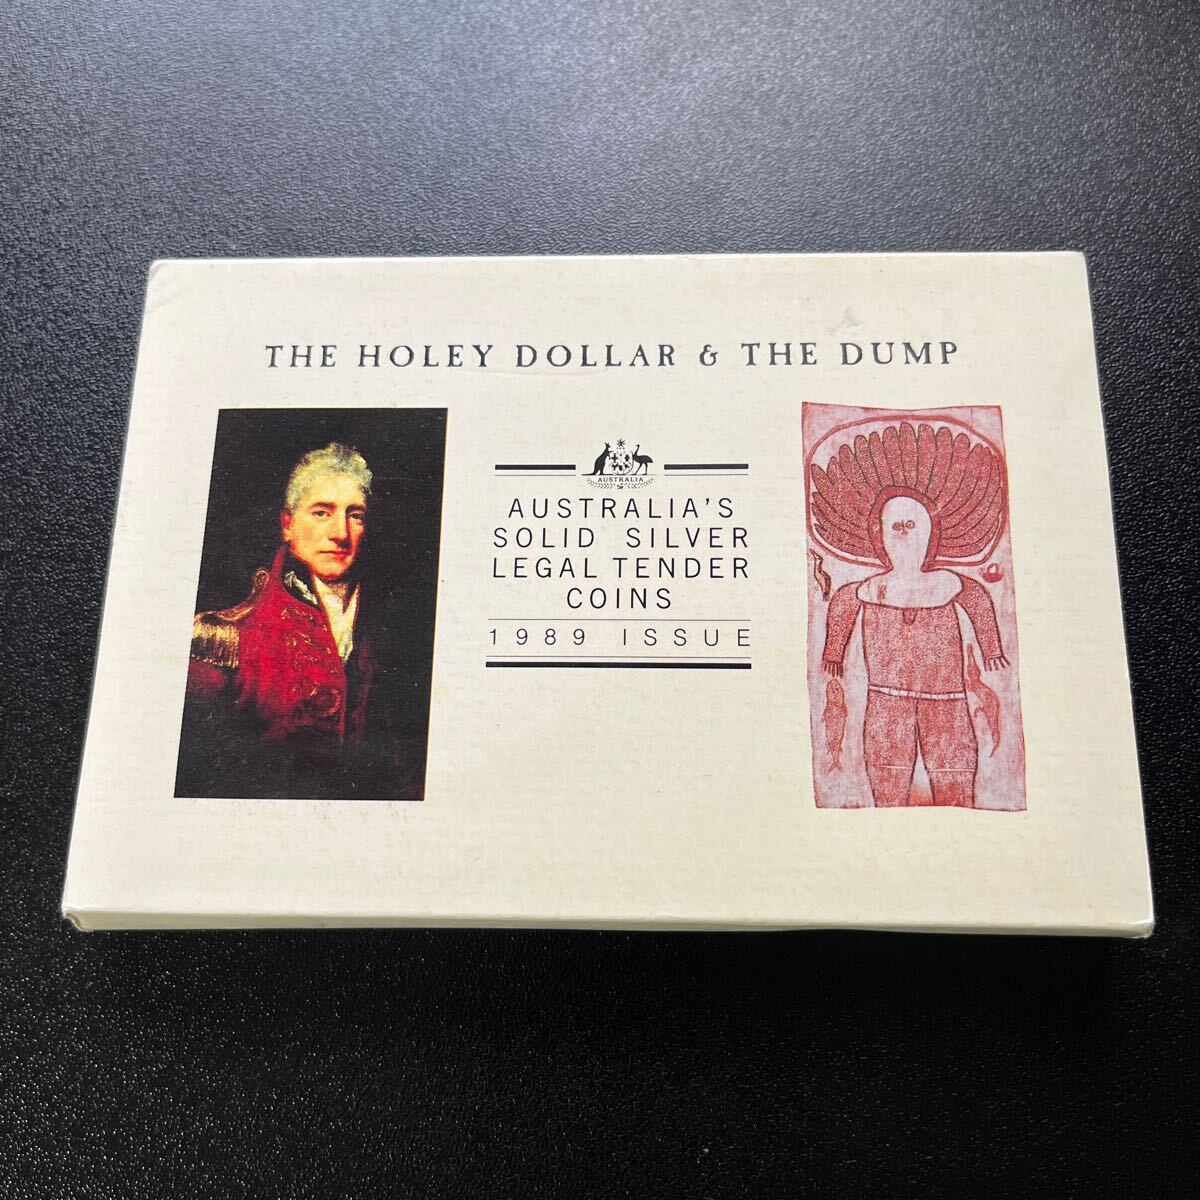 THE HOLEY DOLLAR & THE DUMP
AUSTRALIA
AUSTRALIA'S
SOLID SILVER
LEGAL TENDER
COINS
1989 ISSUE